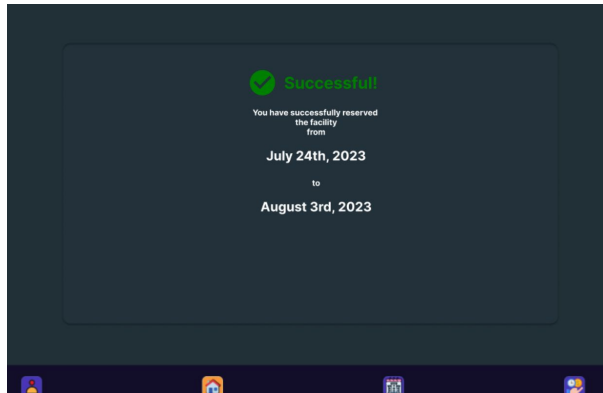 Successful!
You have successfully reserved
the facility
from
July 24th, 2023
to
August 3rd, 2023